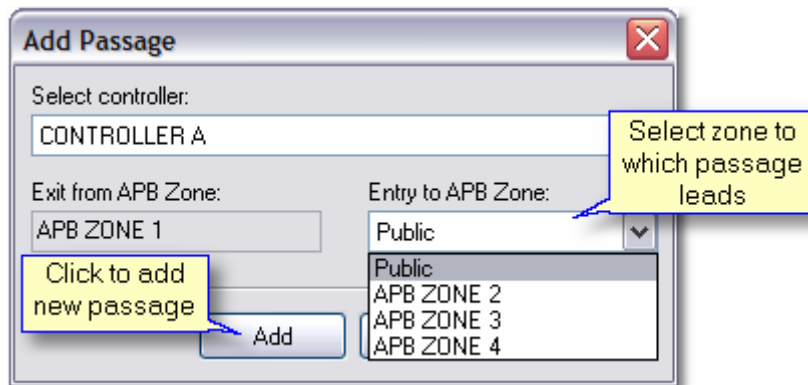 Add Passage
Select controller:
CONTROLLER A
Select zone to
which passage
leads
Exit from APB Zone:
Entry to APB Zone:
APB ZONE 1
Public
Click to add
new passage
Public
APB ZONE 2
APB ZONE 3
APB ZONE 4
Add